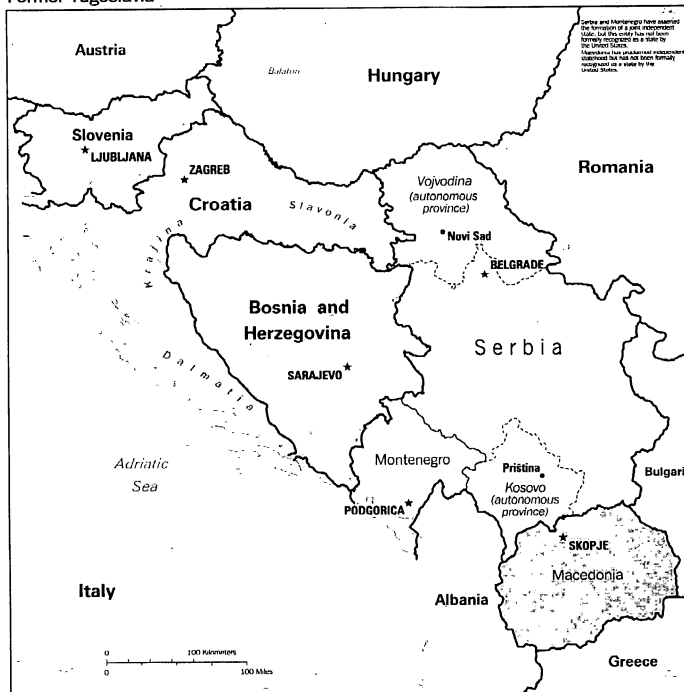 Former Yugoslavia
Serbia and Montenegro have asserted
the formation of a joint independent
state, but this entity has not been
formally recognized as a state by
the United States.
Macedonia has proclaimed independent
statehood but has not been formally
recognized as a state by the
United States.
Austria
Balaton
Hungary
Slovenia
LJUBLJANA
ZAGREB
Croatia
Slavonia
Krajina
Romania
Vojvodina
(autonomous
province)
Novi Sad
BELGRADE
Bosnia and
Herzegovina
SARAJEVO
Serbia
Dalmatia
Adriatic
Sea
Montenegro
PODGORICA
Priština
Kosovo
(autonomous
province)
Bulgari
SKOPJE
Macedonia
Italy
Albania
Greece
0 100 Kilometers
0 100 Miles